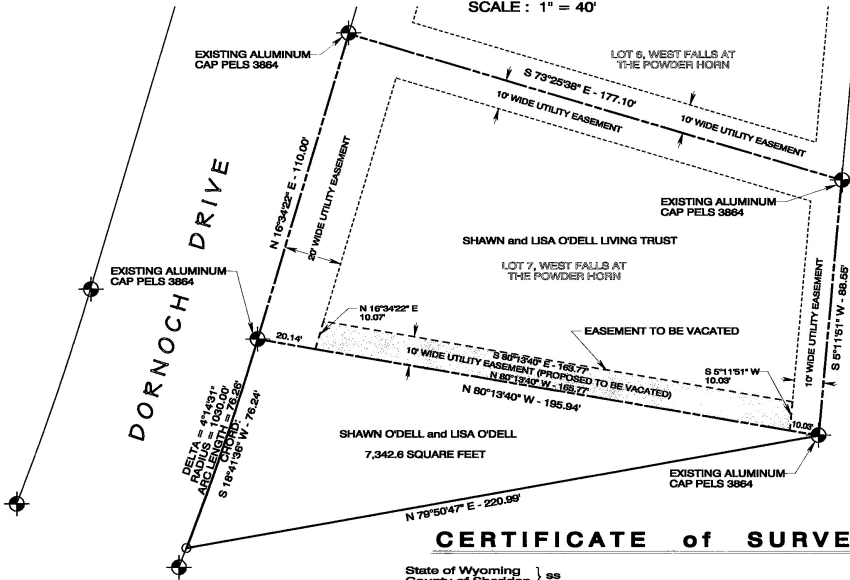 SCALE : 1" = 40'
EXISTING ALUMINUM
CAP PELS 3864
LOT 6, WEST FALLS AT
THE POWDER HORN
S 73°25'38" E - 177.10'
10' WIDE UTILITY EASEMENT
10' WIDE UTILITY EASEMENT
N 16°34'22" E - 110.00'
20' WIDE UTILITY EASEMENT
DORNOCH DRIVE
EXISTING ALUMINUM
CAP PELS 3864
SHAWN and LISA O'DELL LIVING TRUST
LOT 7, WEST FALLS AT
THE POWDER HORN
10' WIDE UTILITY EASEMENT
S 5°11'51" W - 88.55'
EXISTING ALUMINUM
CAP PELS 3864
N 16°34'22" E
10.07'
EASEMENT TO BE VACATED
20.14'
S 80°13'40" E - 163.77'
10' WIDE UTILITY EASEMENT (PROPOSED TO BE VACATED)
N 80°13'40" W - 165.77'
S 5°11'51" W
10.03'
N 80°13'40" W - 195.94'
10.03'
DELTA = 4°14'31"
RADIUS = 1030.00'
ARC LENGTH = 76.26'
CHORD:
S 18°41'36" W - 76.24'
SHAWN O'DELL and LISA O'DELL
7,342.6 SQUARE FEET
EXISTING ALUMINUM
CAP PELS 3864
N 79°50'47" E - 220.99'
CERTIFICATE of SURVE
State of Wyoming
County of Sheridan } ss